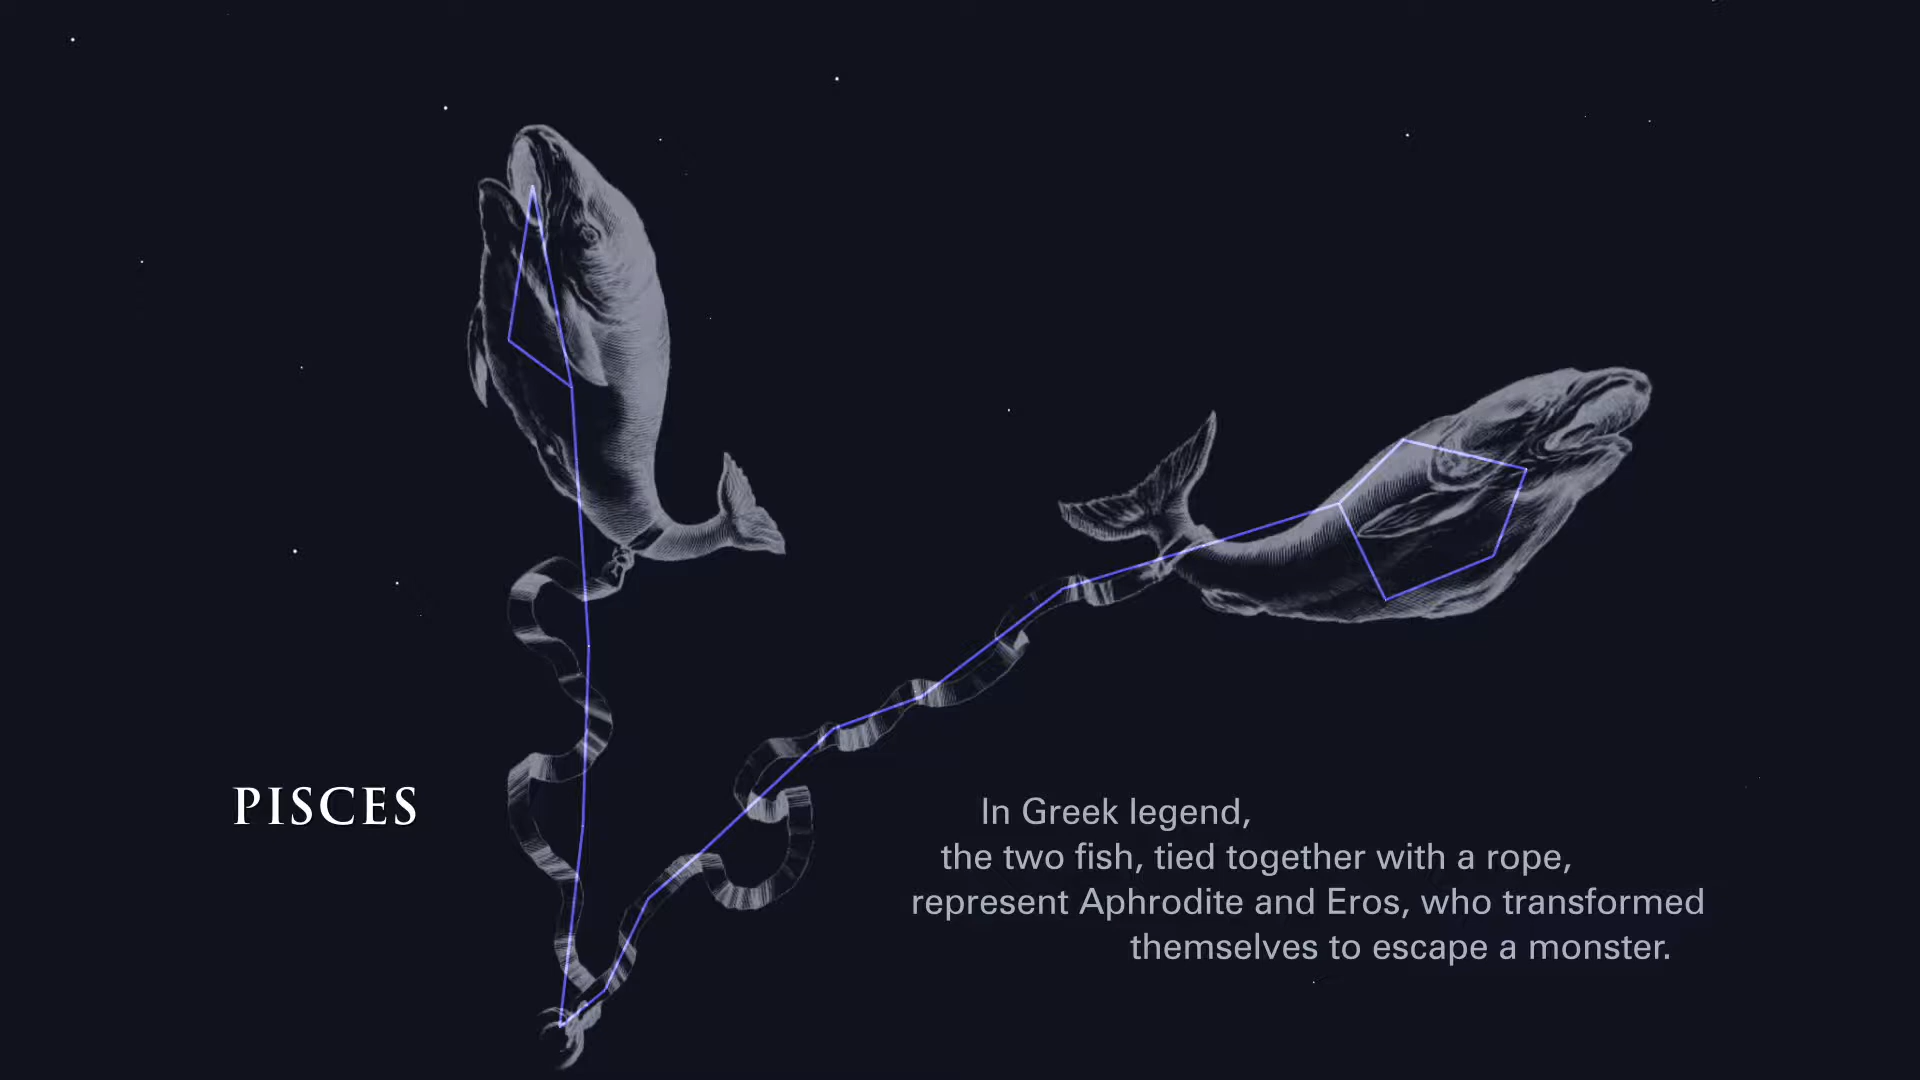 PISCES
In Greek legend,
the two fish, tied together with a rope,
represent Aphrodite and Eros, who transformed
themselves to escape a monster.